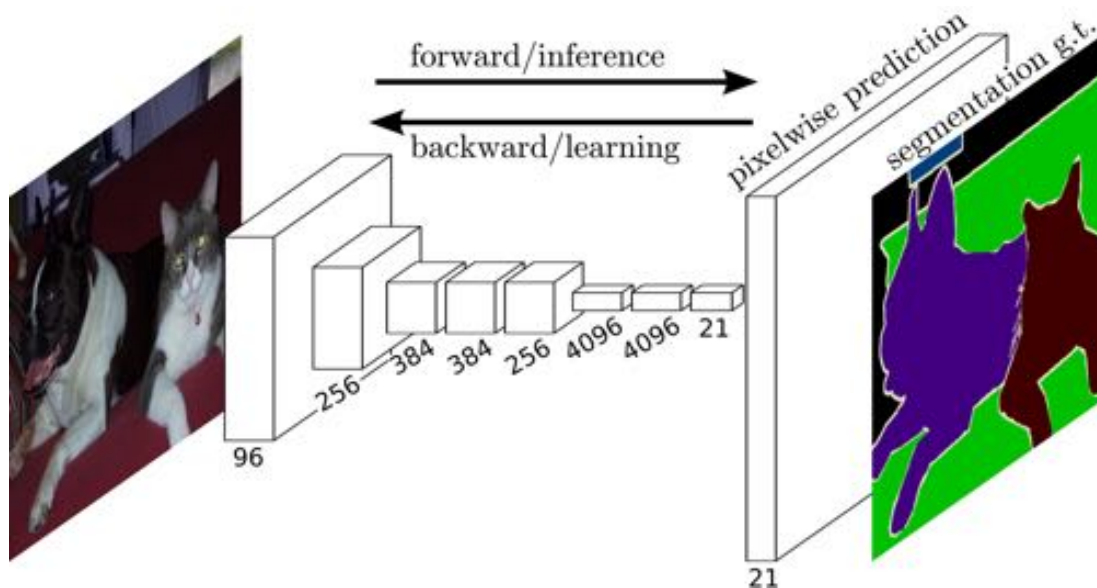 forward/inference
backward/learning
pixelwise prediction
segmentation g.t.
96
256
384
384
256
4096
4096
21
21